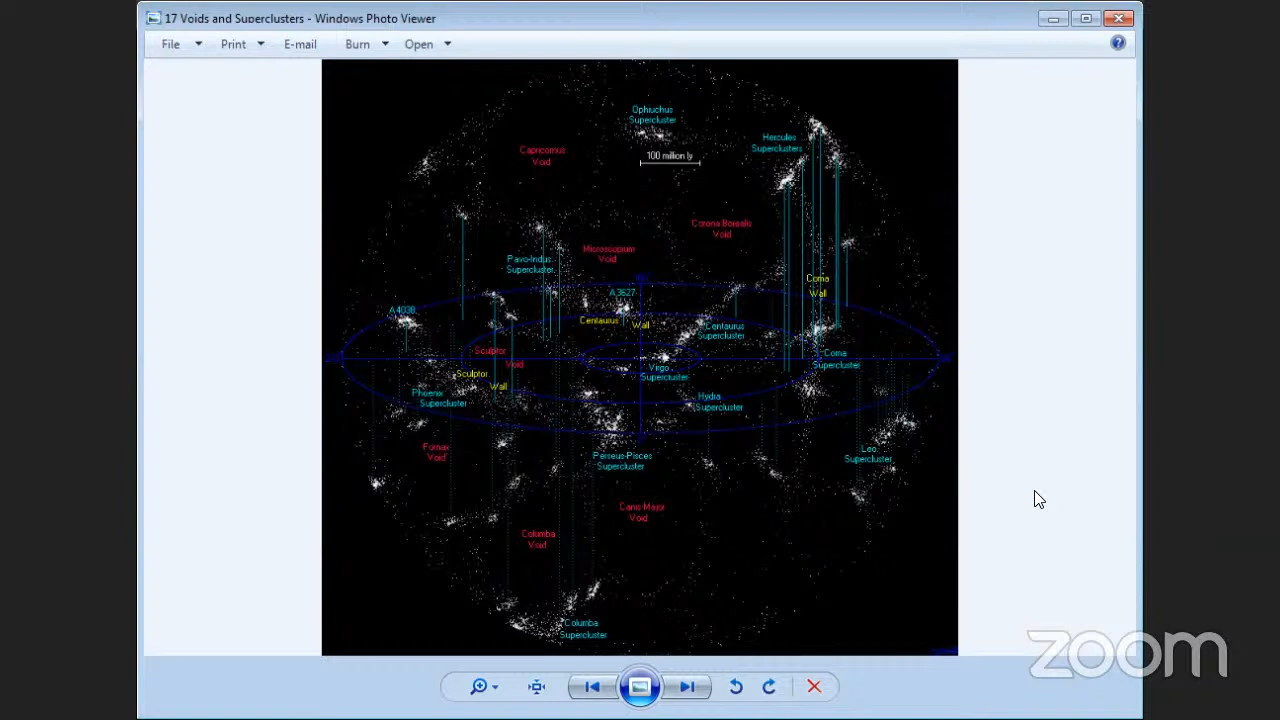 17 Voids and Superclusters - Windows Photo Viewer
File Print E-mail Burn Open
Ophiuchus
Supercluster
Hercules
Superclusters
Capricornus
Void
100 million ly
Corona Borealis
Void
Microscopium
Void
Pavo-Indus
Supercluster
Coma
Wall
A3627
A4038
Centaurus Wall
Centaurus
Supercluster
Sculptor
Void
Coma
Supercluster
Virgo
Supercluster
Sculptor
Wall
Phoenix
Supercluster
Hydra
Supercluster
Fornax
Void
Perseus-Pisces
Supercluster
Leo
Supercluster
Canis-Major
Void
Columba
Void
Columba
Supercluster
zoom